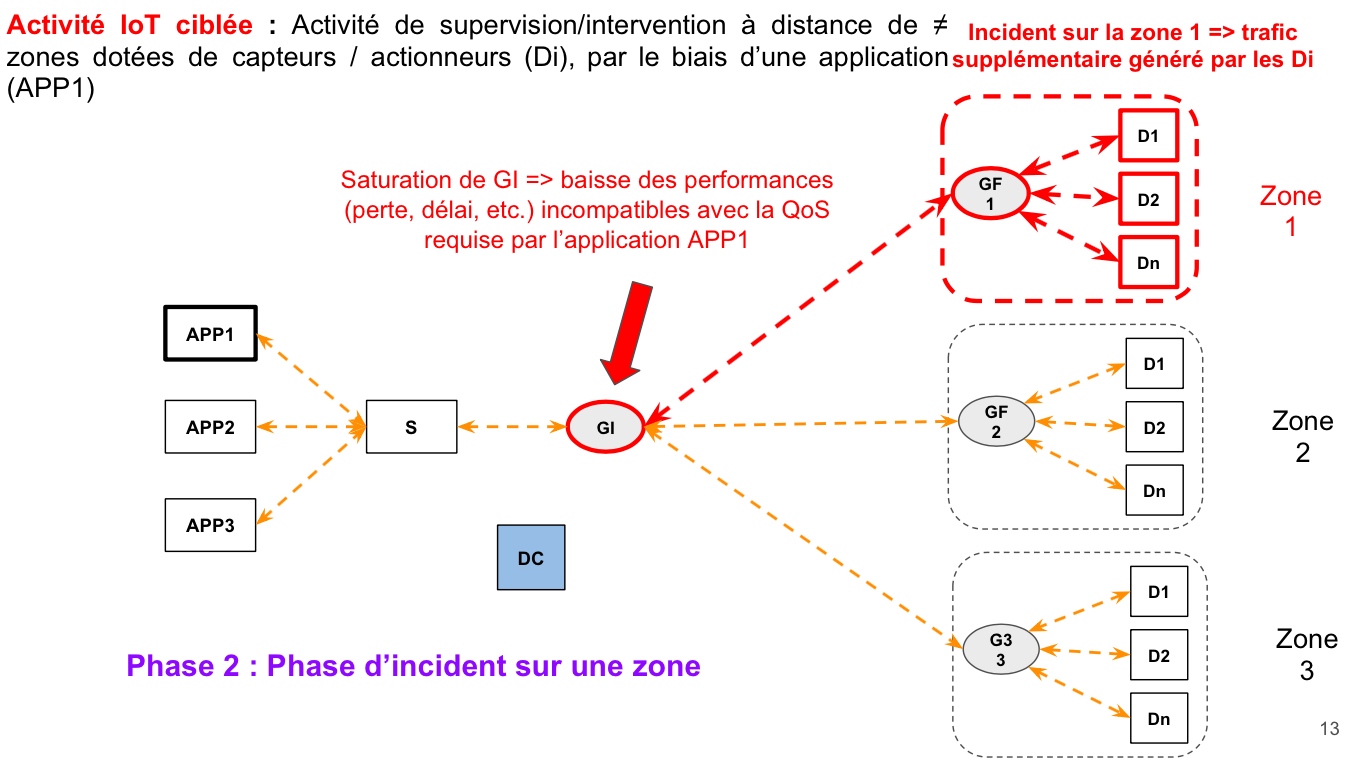 Activité IoT ciblée : Activité de supervision/intervention à distance de ≠
zones dotées de capteurs / actionneurs (Di), par le biais d’une application
(APP1)
Incident sur la zone 1 => trafic
supplémentaire généré par les Di
Saturation de GI => baisse des performances
(perte, délai, etc.) incompatibles avec la QoS
requise par l’application APP1
D1
GF
1
D2
Dn
Zone
1
APP1
APP2
APP3
S
GI
DC
D1
GF
2
D2
Dn
Zone
2
D1
G3
3
D2
Dn
Zone
3
Phase 2 : Phase d’incident sur une zone
13